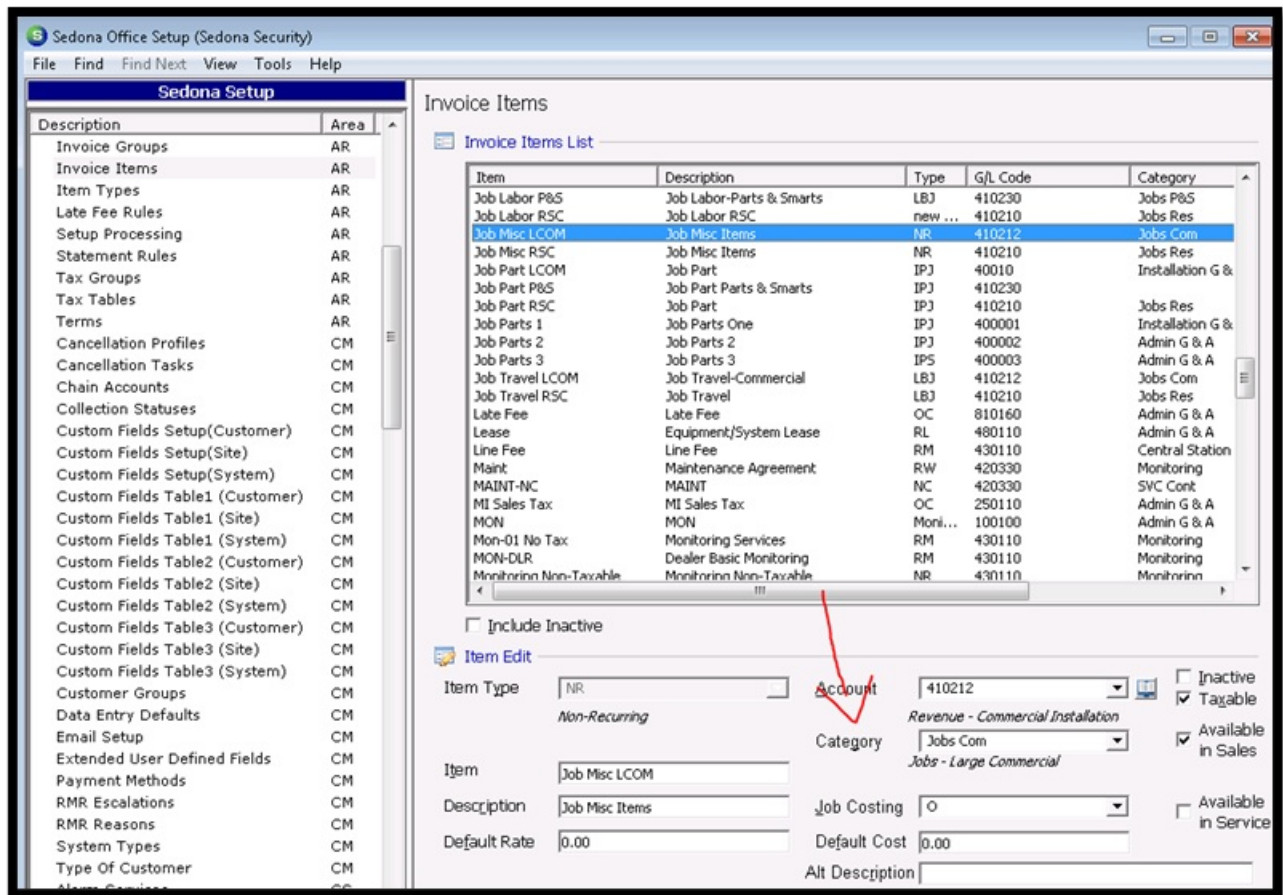 Sedona Office Setup (Sedona Security)
File Find Find Next View Tools Help
Sedona Setup
Description Area
Invoice Groups AR
Invoice Items AR
Item Types AR
Late Fee Rules AR
Setup Processing AR
Statement Rules AR
Tax Groups AR
Tax Tables AR
Terms AR
Cancellation Profiles CM
Cancellation Tasks CM
Chain Accounts CM
Collection Statuses CM
Custom Fields Setup(Customer) CM
Custom Fields Setup(Site) CM
Custom Fields Setup(System) CM
Custom Fields Table1 (Customer) CM
Custom Fields Table1 (Site) CM
Custom Fields Table1 (System) CM
Custom Fields Table2 (Customer) CM
Custom Fields Table2 (Site) CM
Custom Fields Table2 (System) CM
Custom Fields Table3 (Customer) CM
Custom Fields Table3 (Site) CM
Custom Fields Table3 (System) CM
Customer Groups CM
Data Entry Defaults CM
Email Setup CM
Extended User Defined Fields CM
Payment Methods CM
RMR Escalations CM
RMR Reasons CM
System Types CM
Type Of Customer CM
Invoice Items
Invoice Items List
Item Description Type G/L Code Category
Job Labor P&S Job Labor-Parts & Smarts LBJ 410230 Jobs P&S
Job Labor RSC Job Labor RSC new ... 410210 Jobs Res
Job Misc LCOM Job Misc Items NR 410212 Jobs Com
Job Misc RSC Job Misc Items NR 410210 Jobs Res
Job Part LCOM Job Part IPJ 40010 Installation G &
Job Part P&S Job Part Parts & Smarts IPJ 410230
Job Part RSC Job Part IPJ 410210 Jobs Res
Job Parts 1 Job Parts One IPJ 400001 Installation G &
Job Parts 2 Job Parts 2 IPJ 400002 Admin G & A
Job Parts 3 Job Parts 3 IPS 400003 Admin G & A
Job Travel LCOM Job Travel-Commercial LBJ 410212 Jobs Com
Job Travel RSC Job Travel LBJ 410210 Jobs Res
Late Fee Late Fee OC 810160 Admin G & A
Lease Equipment/System Lease RL 480110 Admin G & A
Line Fee Line Fee RM 430110 Central Station
Maint Maintenance Agreement RW 420330 Monitoring
MAINT-NC MAINT NC 420330 SVC Cont
MI Sales Tax MI Sales Tax OC 250110 Admin G & A
MON MON Moni... 100100 Admin G & A
Mon-01 No Tax Monitoring Services RM 430110 Monitoring
MON-DLR Dealer Basic Monitoring RM 430110 Monitoring
Monitoring Non-Taxable Monitoring Non-Taxable NR 430110 Monitoring
Include Inactive
Item Edit
Item Type NR Account 410212 Inactive
Non-Recurring Revenue - Commercial Installation Taxable
Category Jobs Com Available in Sales
Jobs - Large Commercial
Item Job Misc LCOM
Description Job Misc Items Job Costing O Available in Service
Default Rate 0.00 Default Cost 0.00
Alt Description